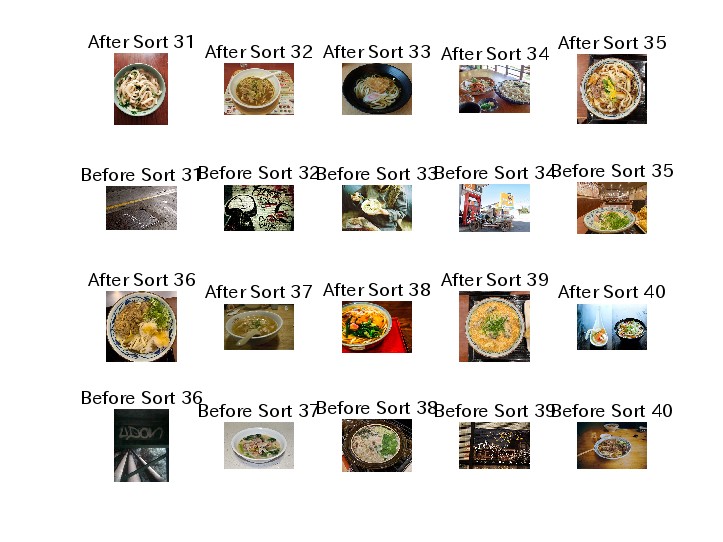 After Sort 31
After Sort 32
After Sort 33
After Sort 34
After Sort 35
Before Sort 31
Before Sort 32
Before Sort 33
Before Sort 34
Before Sort 35
After Sort 36
After Sort 37
After Sort 38
After Sort 39
After Sort 40
Before Sort 36
Before Sort 37
Before Sort 38
Before Sort 39
Before Sort 40